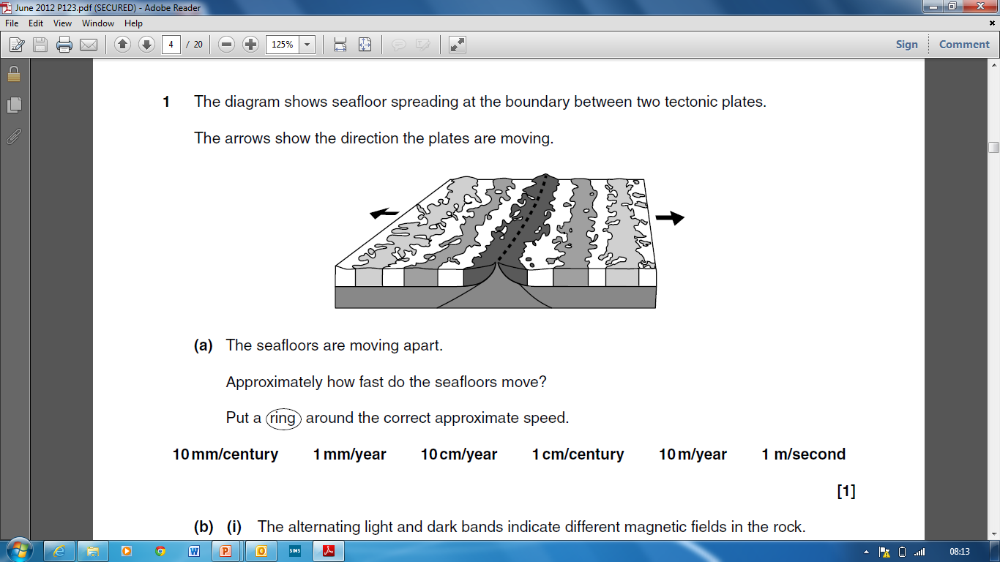 June 2012 P123.pdf (SECURED) - Adobe Reader
File Edit View Window Help
4 / 20 125% Sign Comment
1 The diagram shows seafloor spreading at the boundary between two tectonic plates.
The arrows show the direction the plates are moving.
(a) The seafloors are moving apart.
Approximately how fast do the seafloors move?
Put a ring around the correct approximate speed.
10 mm/century 1 mm/year 10 cm/year 1 cm/century 10 m/year 1 m/second
[1]
(b) (i) The alternating light and dark bands indicate different magnetic fields in the rock.
SIMS 08:13